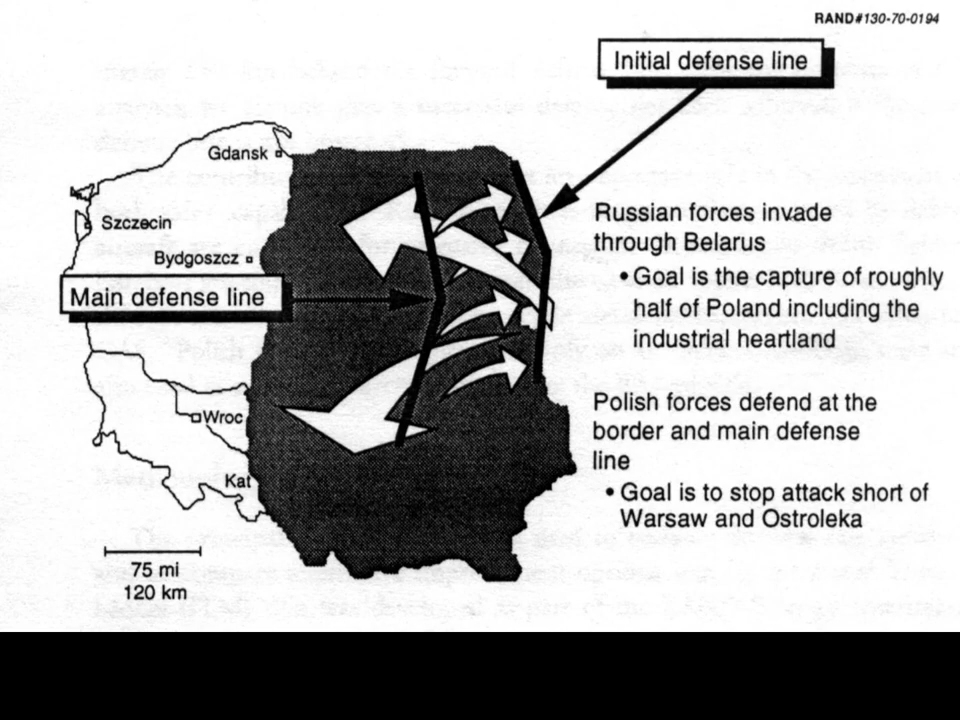 RAND#130-70-0194
Initial defense line
Gdansk
Szczecin
Bydgoszcz
Main defense line
Wroc
Kat
75 mi
120 km
Russian forces invade
through Belarus
• Goal is the capture of roughly
half of Poland including the
industrial heartland
Polish forces defend at the
border and main defense
line
• Goal is to stop attack short of
Warsaw and Ostroleka